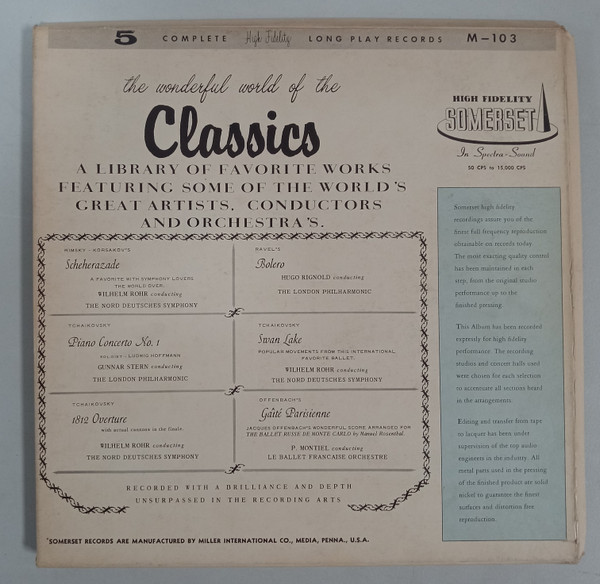 5 COMPLETE High Fidelity LONG PLAY RECORDS M-103
the wonderful world of the
Classics
A LIBRARY OF FAVORITE WORKS
FEATURING SOME OF THE WORLD'S
GREAT ARTISTS, CONDUCTORS
AND ORCHESTRA'S.
HIGH FIDELITY
SOMERSET
In Spectra-Sound
50 CPS to 15,000 CPS
RIMSKY-KORSAKOV'S
Scheherazade
A FAVORITE WITH SYMPHONY LOVERS
THE WORLD OVER.
WILHELM ROHR conducting
THE NORD DEUTSCHES SYMPHONY
RAVEL'S
Bolero
HUGO RIGNOLD conducting
THE LONDON PHILHARMONIC
TCHAIKOVSKY
Piano Concerto No. 1
SOLOIST-LUDWIG HOFFMANN
GUNNAR STERN conducting
THE LONDON PHILHARMONIC
TCHAIKOVSKY
Swan Lake
POPULAR MOVEMENTS FROM THIS INTERNATIONAL
FAVORITE BALLET.
WILHELM ROHR conducting
THE NORD DEUTSCHES SYMPHONY
TCHAIKOVSKY
1812 Overture
with actual cannons in the finale.
WILHELM ROHR conducting
THE NORD DEUTSCHES SYMPHONY
OFFENBACH'S
Gaîté Parisienne
JACQUES OFFENBACH'S WONDERFUL SCORE ARRANGED FOR
THE BALLET RUSSE DE MONTE CARLO by Manuel Rosenthal.
P. MONTIEL conducting
LE BALLET FRANCAISE ORCHESTRE
RECORDED WITH A BRILLIANCE AND DEPTH
UNSURPASSED IN THE RECORDING ARTS
Somerset high fidelity
recordings assure you of the
finest full-frequency reproduction
obtainable on records today.
The most exacting quality control
has been maintained in each
step, from the original studio
performance up to the
finished pressing.
This Album has been recorded
expressly for high fidelity
performance. The recording
studios and concert halls used
were chosen for each selection
to accentuate all sections heard
in the arrangements.
Editing and transfer from tape
to lacquer has been under
supervision of the top audio
engineers in the industry. All
metal parts used in the pressing
of the finished product are solid
nickel to guarantee the finest
surfaces and distortion free
reproduction.
*SOMERSET RECORDS ARE MANUFACTURED BY MILLER INTERNATIONAL CO., MEDIA, PENNA., U.S.A.